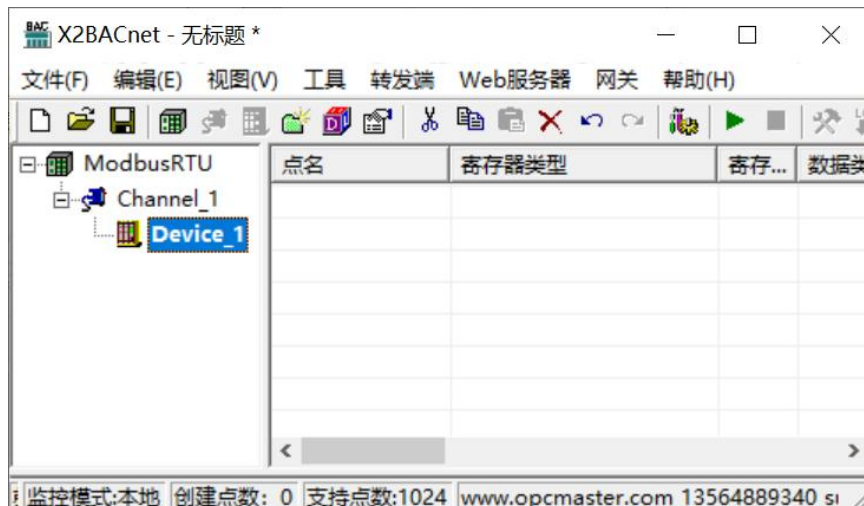 BAC
X2BACnet - 无标题 *
文件(F) 编辑(E) 视图(V) 工具 转发端 Web服务器 网关 帮助(H)
D
ModbusRTU
Channel_1
Device_1
点名 寄存器类型 寄存... 数据类
监控模式:本地 创建点数: 0 支持点数:1024 www.opcmaster.com 13564889340